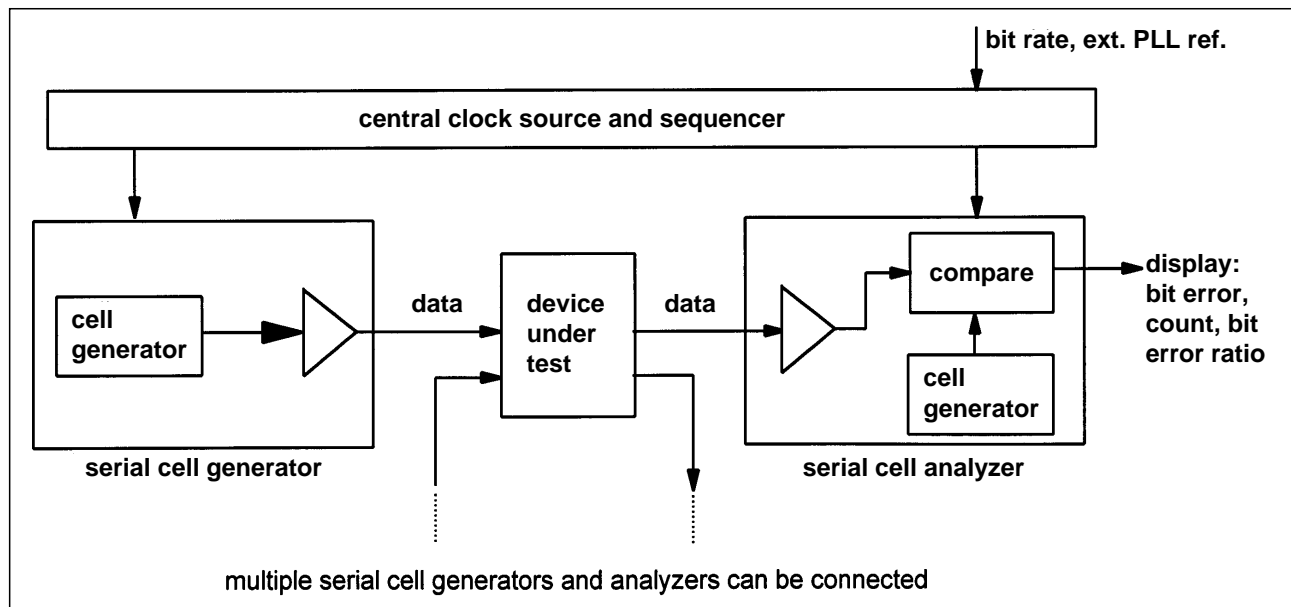 bit rate, ext. PLL ref.
central clock source and sequencer
cell
generator
data
device
under
test
data
compare
cell
generator
display:
bit error,
count, bit
error ratio
serial cell generator
serial cell analyzer
multiple serial cell generators and analyzers can be connected